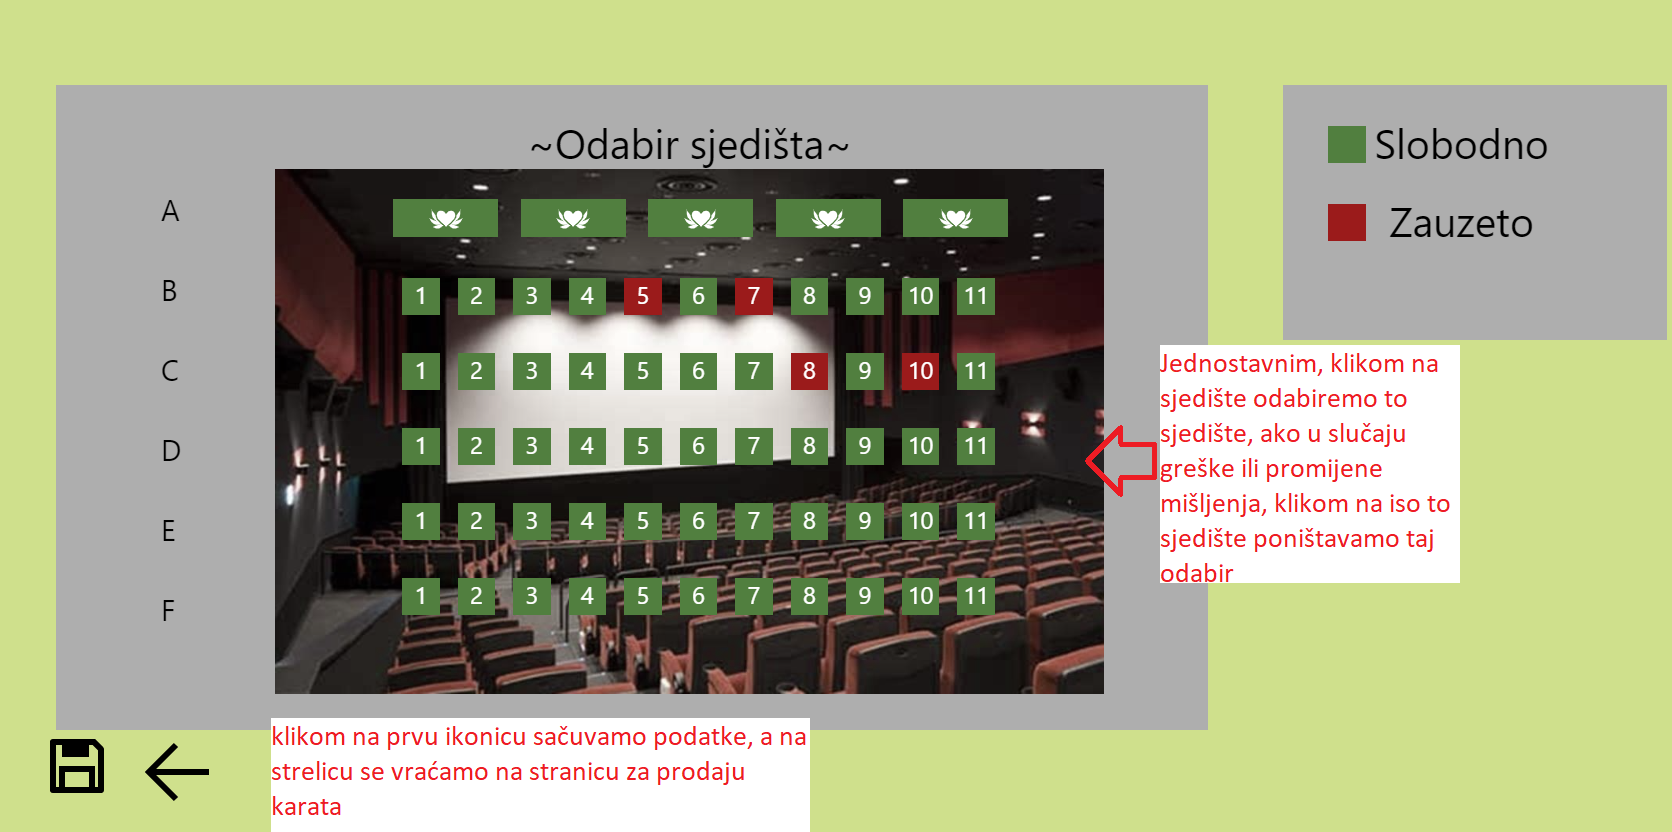 ~Odabir sjedišta~
Slobodno
Zauzeto
A
B 1 2 3 4 5 6 7 8 9 10 11
C 1 2 3 4 5 6 7 8 9 10 11
D 1 2 3 4 5 6 7 8 9 10 11
E 1 2 3 4 5 6 7 8 9 10 11
F 1 2 3 4 5 6 7 8 9 10 11
Jednostavnim, klikom na
sjedište odabiremo to
sjedište, ako u slučaju
greške ili promijene
mišljenja, klikom na iso to
sjedište poništavamo taj
odabir
klikom na prvu ikonicu sačuvamo podatke, a na
strelicu se vraćamo na stranicu za prodaju
karata